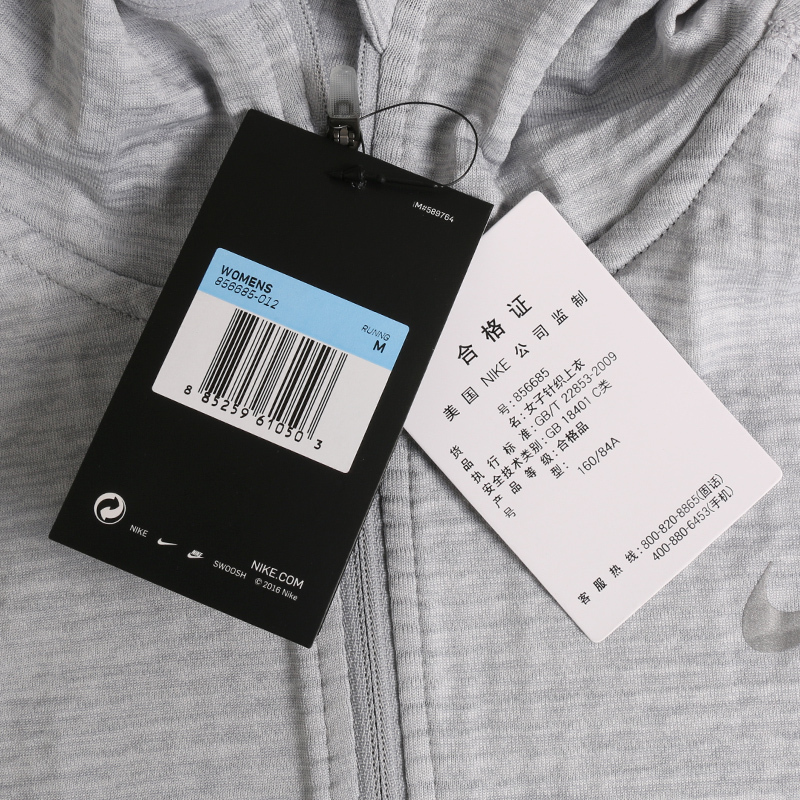 IM#589764
WOMENS
856685-012
RUNNG
M
8 85259 61050 3
NIKE
SWOOSH
NIKE.COM
© 2016 Nike
合格证
美国 NIKE 公司监制
货号:856685
品名:女子针织上衣
执行标准:GB/T 22853-2009
安全技术类别:GB 18401 C类
产品等级:合格品
号型: 160/84A
客服热线:800-820-8865(固话)
400-880-6453(手机)